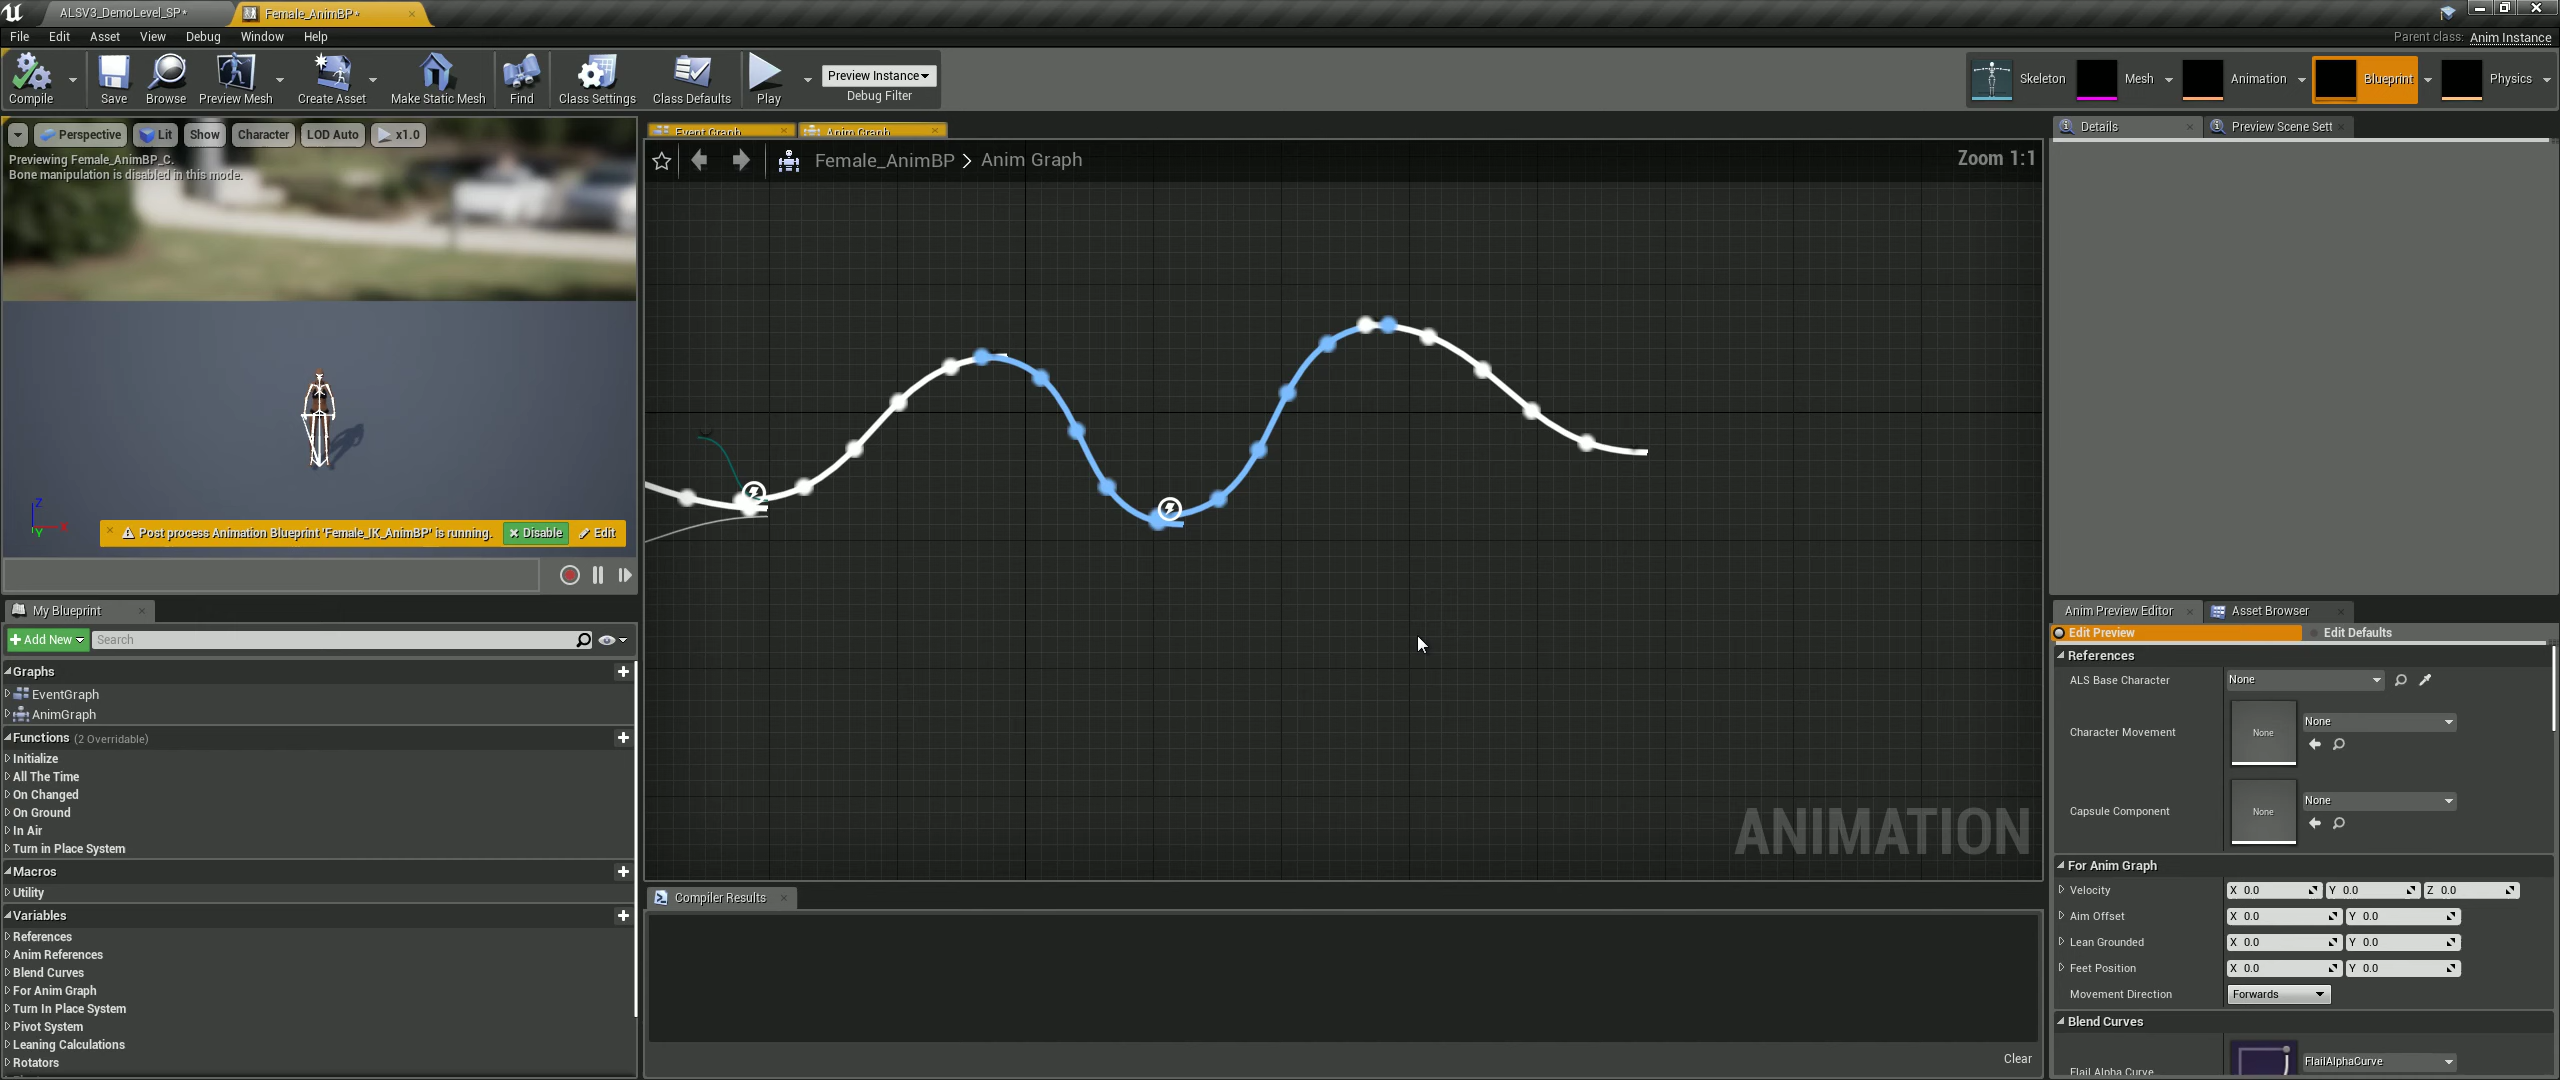 ALSV3_DemoLevel_SP*
Female_AnimBP*
File Edit Asset View Debug Window Help
Parent class: Anim Instance
Compile
Save
Browse
Preview Mesh
Create Asset
Make Static Mesh
Find
Class Settings
Class Defaults
Play
Preview Instance
Debug Filter
Skeleton
Mesh
Animation
Blueprint
Physics
Perspective Lit Show Character LOD Auto x1.0
Previewing Female_AnimBP_C.
Bone manipulation is disabled in this mode.
Z
Y
Post process Animation Blueprint 'Female_IK_AnimBP' is running. Disable Edit
Event Graph
Anim Graph
Female_AnimBP > Anim Graph
Zoom 1:1
ANIMATION
My Blueprint
+ Add New
Search
Graphs
EventGraph
AnimGraph
Functions (2 Overridable)
Initialize
All The Time
On Changed
On Ground
In Air
Turn in Place System
Macros
Utility
Variables
References
Anim References
Blend Curves
For Anim Graph
Turn In Place System
Pivot System
Leaning Calculations
Rotators
Compiler Results
Clear
Details
Preview Scene Sett
Anim Preview Editor
Asset Browser
Edit Preview
Edit Defaults
References
ALS Base Character None
Character Movement None None
Capsule Component None None
For Anim Graph
Velocity X 0.0 Y 0.0 Z 0.0
Aim Offset X 0.0 Y 0.0
Lean Grounded X 0.0 Y 0.0
Feet Position X 0.0 Y 0.0
Movement Direction Forwards
Blend Curves
Flail Alpha Curve FlailAlphaCurve